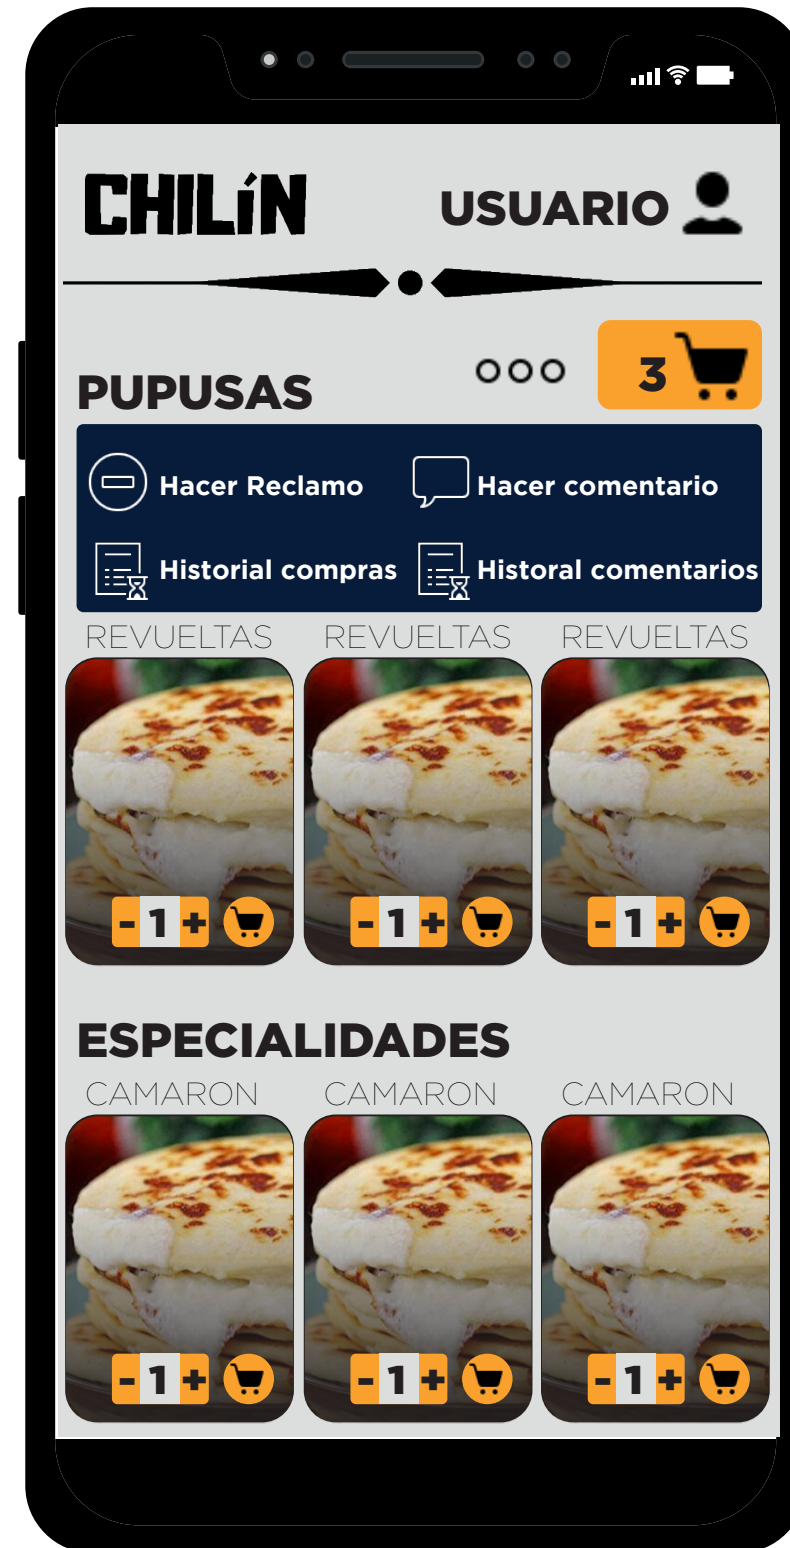 CHILíN
USUARIO
PUPUSAS
3
Hacer Reclamo
Hacer comentario
Historial compras
Historal comentarios
REVUELTAS REVUELTAS REVUELTAS
- 1 + - 1 + - 1 +
ESPECIALIDADES
CAMARON CAMARON CAMARON
- 1 + - 1 + - 1 +